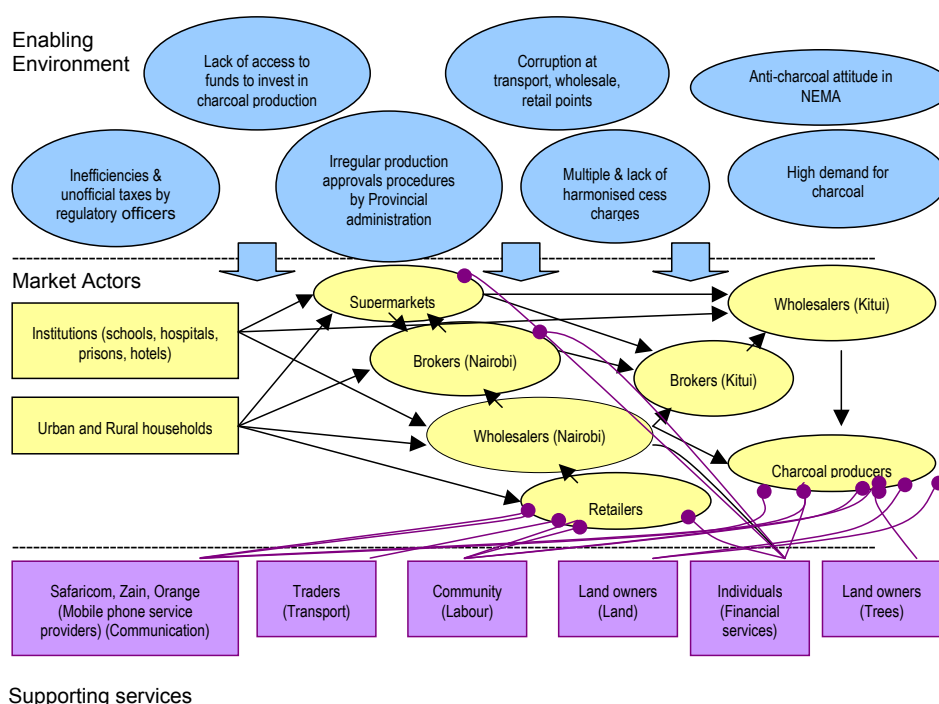 Enabling
Environment
Lack of access to
funds to invest in
charcoal production
Corruption at
transport, wholesale,
retail points
Anti-charcoal attitude in
NEMA
Inefficiencies &
unofficial taxes by
regulatory officers
Irregular production
approvals procedures
by Provincial
administration
Multiple & lack of
harmonised cess
charges
High demand for
charcoal
Market Actors
Supermarkets
Wholesalers (Kitui)
Institutions (schools, hospitals,
prisons, hotels)
Brokers (Nairobi)
Brokers (Kitui)
Urban and Rural households
Wholesalers (Nairobi)
Charcoal producers
Retailers
Safaricom, Zain, Orange
(Mobile phone service
providers) (Communication)
Traders
(Transport)
Community
(Labour)
Land owners
(Land)
Individuals
(Financial
services)
Land owners
(Trees)
Supporting services